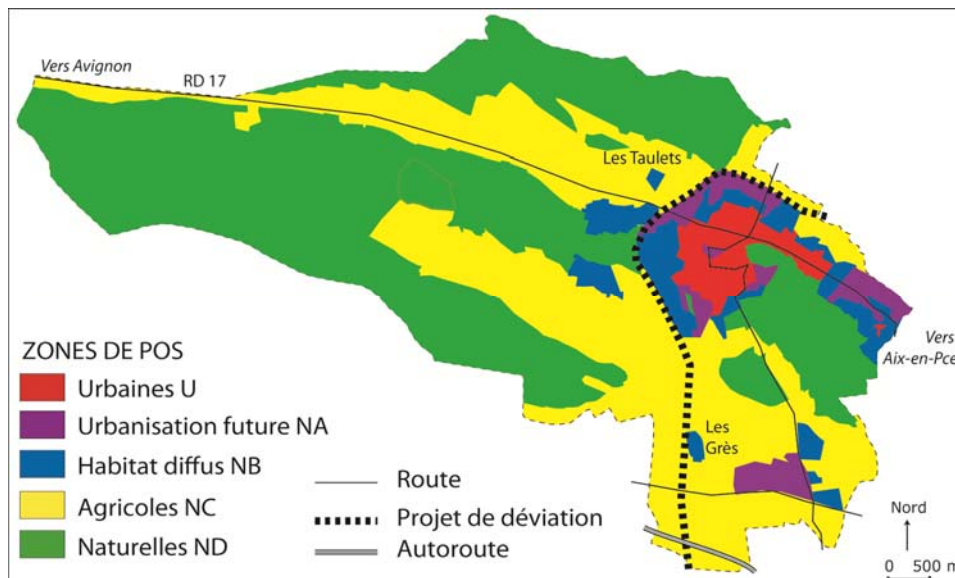 Vers Avignon
RD 17
Les Taulets
Vers
Aix-en-Pce
ZONES DE POS
Urbaines U
Urbanisation future NA
Habitat diffus NB
Agricoles NC
Naturelles ND
Les
Grès
Route
Projet de déviation
Autoroute
Nord
0 500 m